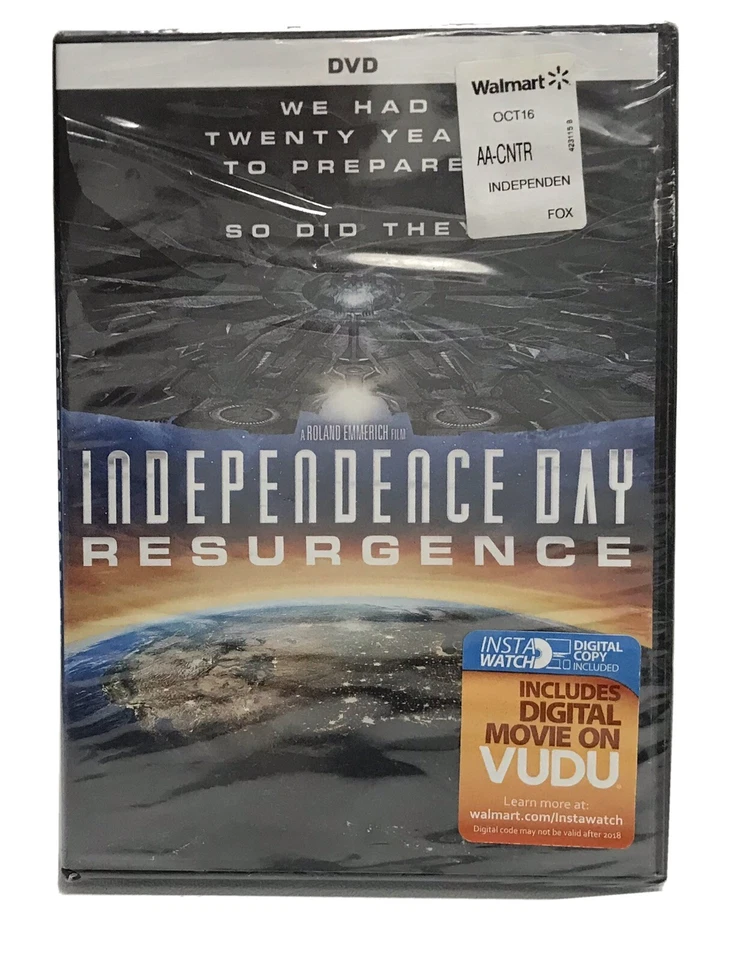 DVD
WE HAD
TWENTY YEA
TO PREPARE
SO DID THEY
Walmart
OCT16
AA-CNTR
423115 8
INDEPENDEN
FOX
A ROLAND EMMERICH FILM
INDEPENDENCE DAY
RESURGENCE
INSTA
WATCH
DIGITAL
COPY
INCLUDED
INCLUDES
DIGITAL
MOVIE ON
VUDU
Learn more at:
walmart.com/Instawatch
Digital code may not be valid after 2018